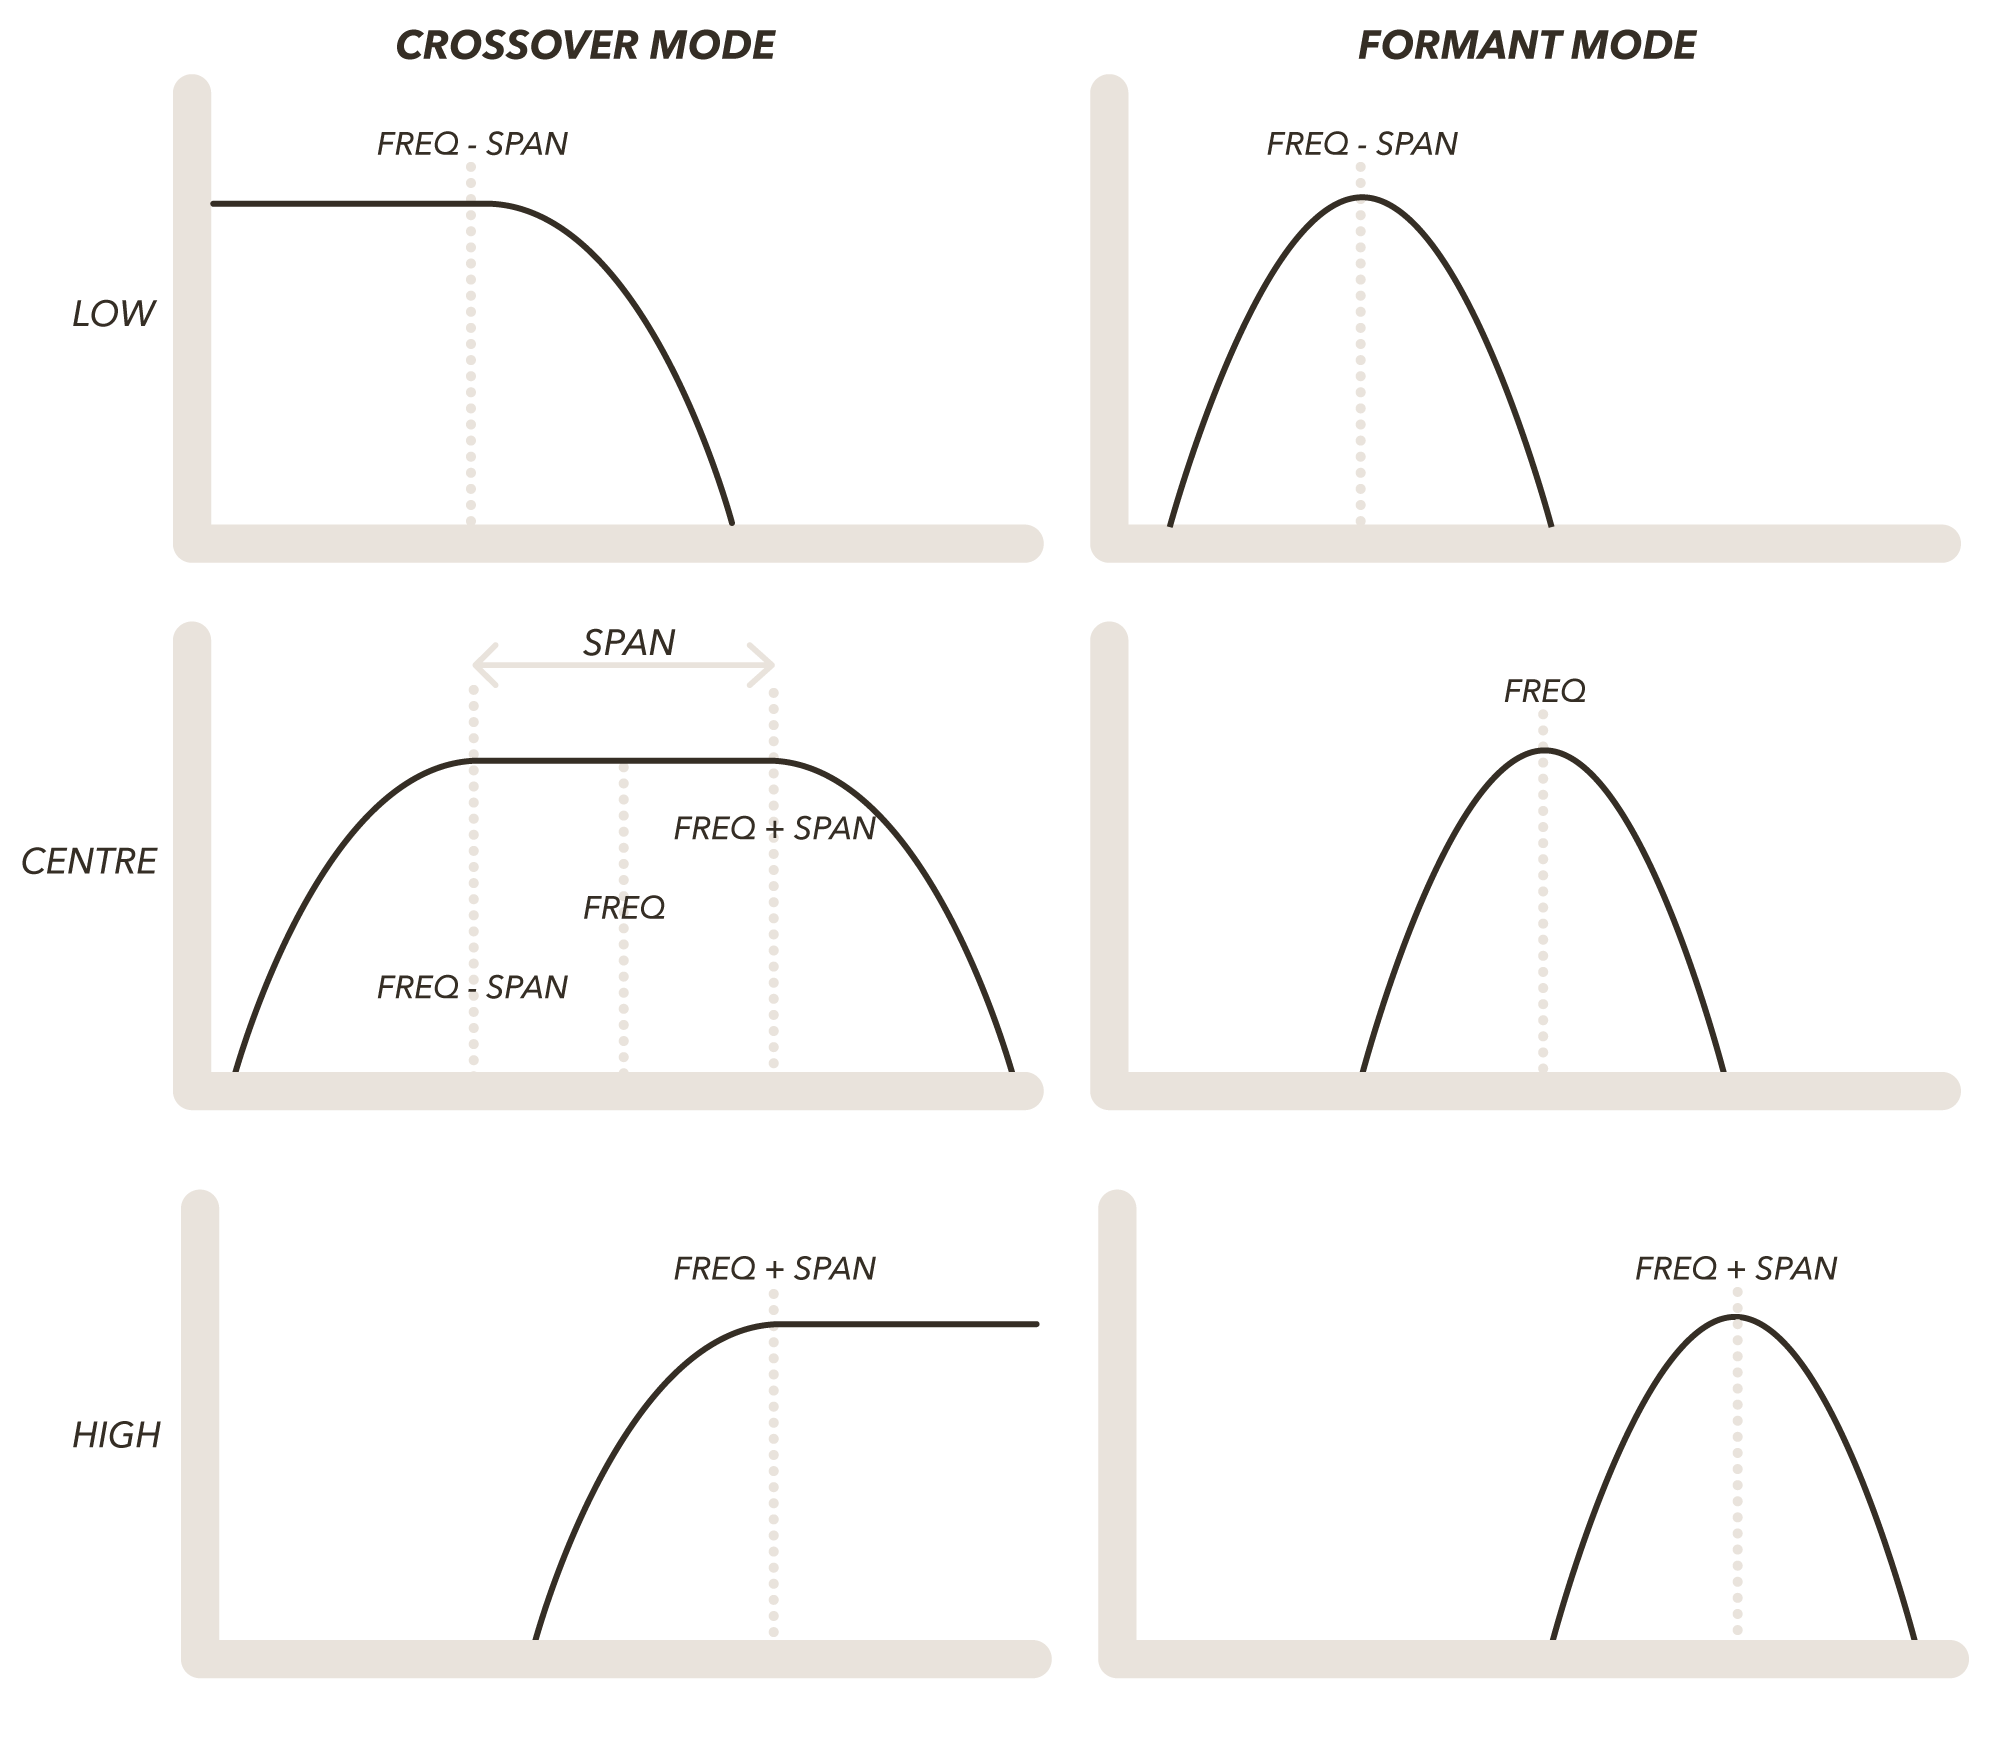 CROSSOVER MODE
FORMANT MODE
FREQ - SPAN
FREQ - SPAN
LOW
SPAN
FREQ
FREQ + SPAN
CENTRE
FREQ
FREQ - SPAN
FREQ + SPAN
FREQ + SPAN
HIGH